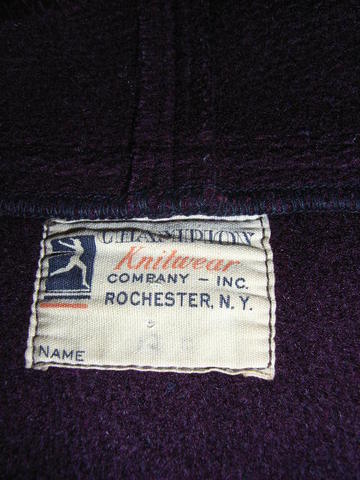 CHAMPION
Knitwear
COMPANY - INC.
ROCHESTER, N.Y.
NAME